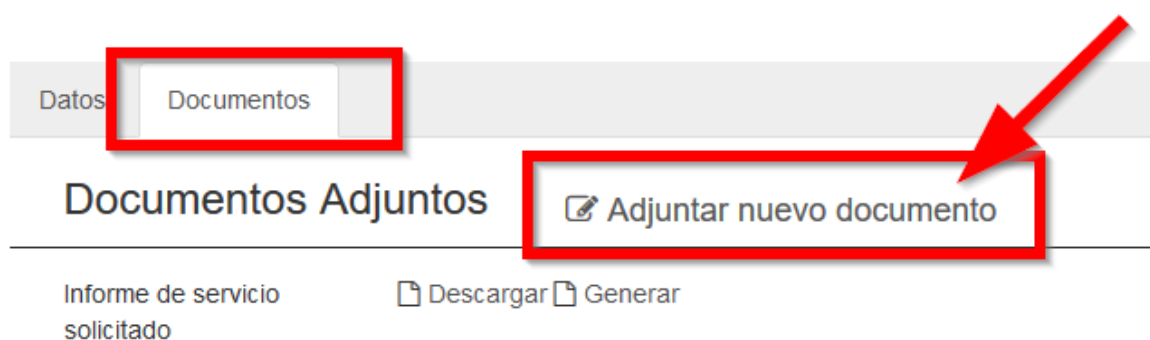 Datos Documentos
Documentos Adjuntos Adjuntar nuevo documento
Informe de servicio Descargar Generar
solicitado